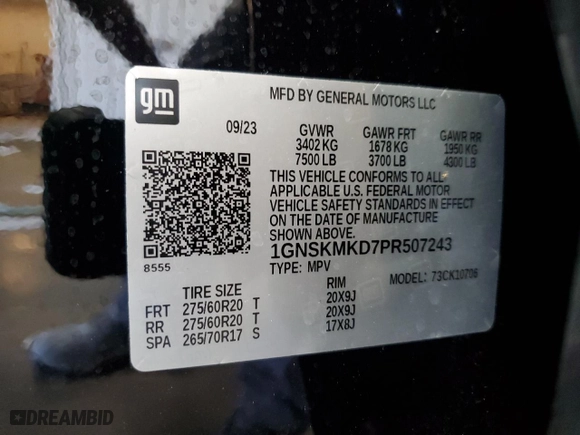 gm
MFD BY GENERAL MOTORS LLC
09/23 GVWR GAWR FRT GAWR RR
3402 KG 1678 KG 1950 KG
7500 LB 3700 LB 4300 LB
THIS VEHICLE CONFORMS TO ALL
APPLICABLE U.S. FEDERAL MOTOR
VEHICLE SAFETY STANDARDS IN EFFECT
ON THE DATE OF MANUFACTURE
SHOWN ABOVE.
8555
1GNSKMKD7PR507243
TYPE: MPV MODEL: 73CK10706
TIRE SIZE RIM
FRT 275/60R20 T 20X9J
RR 275/60R20 T 20X9J
SPA 265/70R17 S 17X8J
DREAMBID